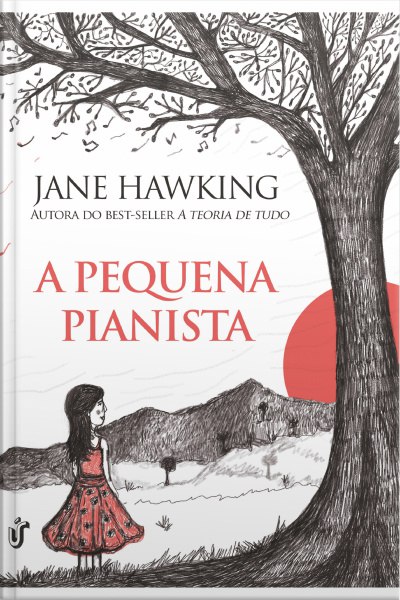 JANE HAWKING
AUTORA DO BEST-SELLER A TEORIA DE TUDO
A PEQUENA
PIANISTA